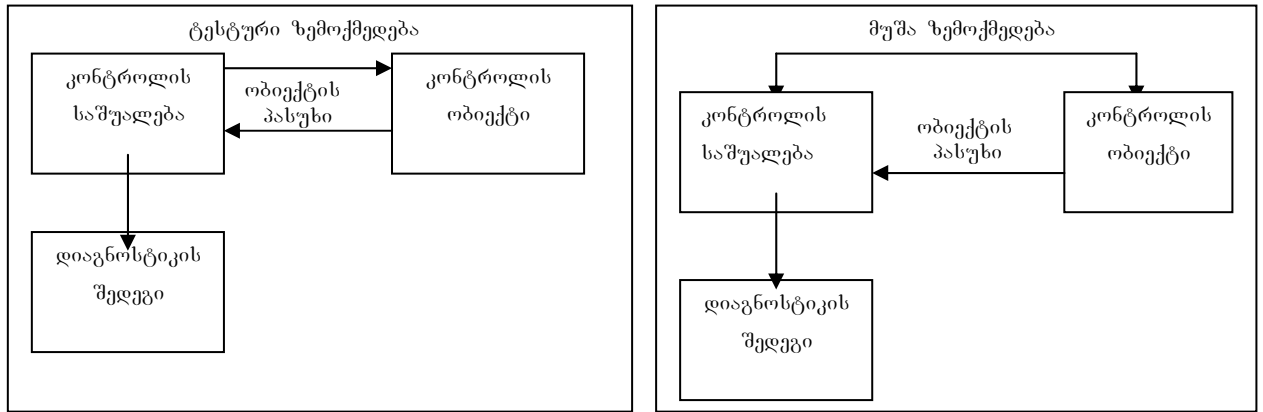 ტესტური ზემოქმედება
კონტროლის
საშუალება
ობიექტის
პასუხი
კონტროლის
ობიექტი
დიაგნოსტიკის
შედეგი
მუშა ზემოქმედება
კონტროლის
საშუალება
ობიექტის
პასუხი
კონტროლის
ობიექტი
დიაგნოსტიკის
შედეგი